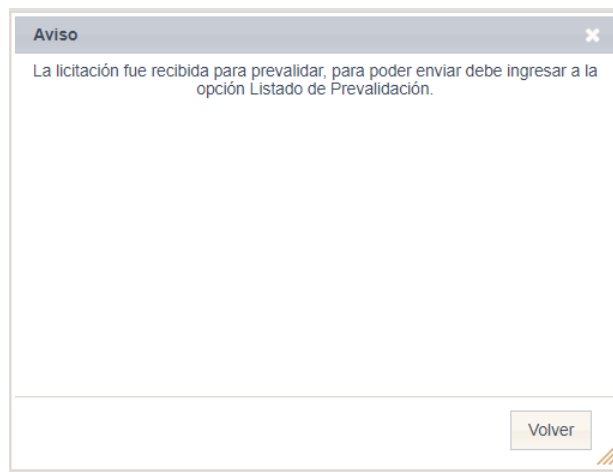 Aviso
La licitación fue recibida para prevalidar, para poder enviar debe ingresar a la
opción Listado de Prevalidación.
Volver